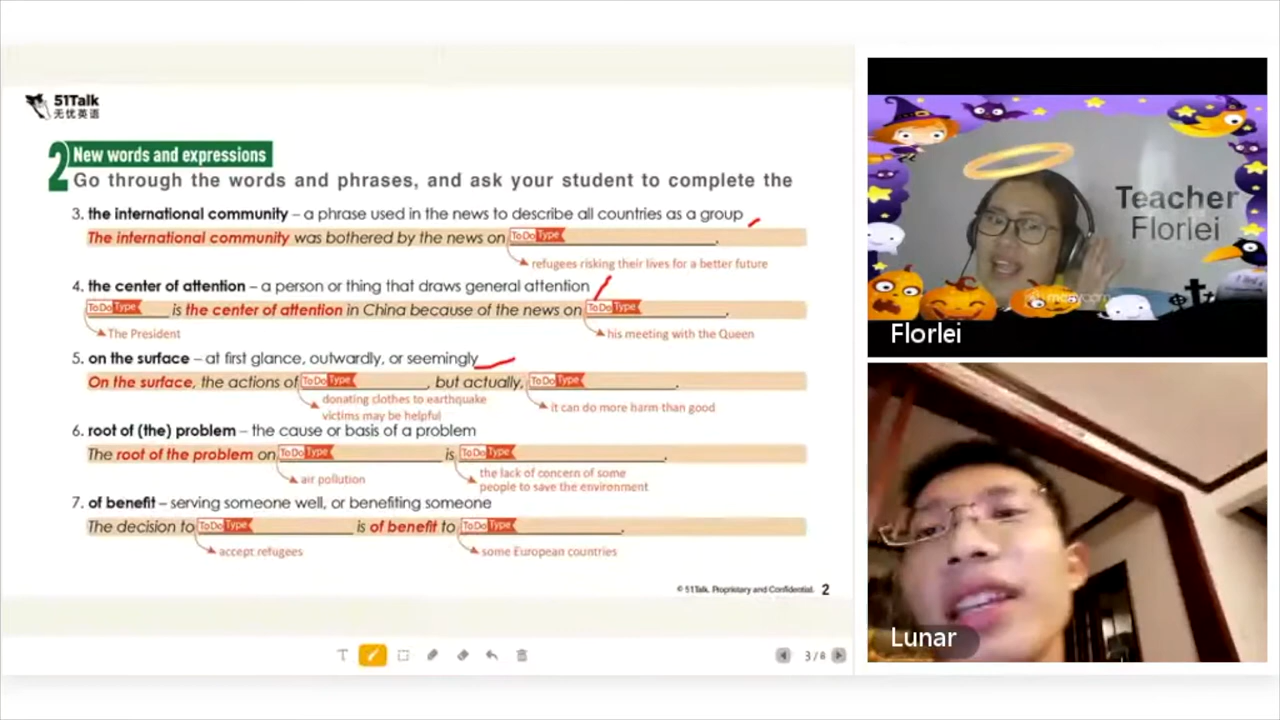 51Talk
无忧英语
2 New words and expressions
Go through the words and phrases, and ask your student to complete the
3. the international community – a phrase used in the news to describe all countries as a group
The international community was bothered by the news on ToDo Type ____________________.
refugees risking their lives for a better future
4. the center of attention – a person or thing that draws general attention
ToDo Type ______ is the center of attention in China because of the news on ToDo Type ______________.
The President
his meeting with the Queen
5. on the surface – at first glance, outwardly, or seemingly
On the surface, the actions of ToDo Type __________, but actually, ToDo Type ______________.
donating clothes to earthquake
victims may be helpful
it can do more harm than good
6. root of (the) problem – the cause or basis of a problem
The root of the problem on ToDo Type ______________ is ToDo Type ____________________.
air pollution
the lack of concern of some
people to save the environment
7. of benefit – serving someone well, or benefiting someone
The decision to ToDo Type ______________ is of benefit to ToDo Type ______________.
accept refugees
some European countries
© 51Talk. Proprietary and Confidential. 2
T
3 / 8
Teacher
Florlei
Florlei
Lunar